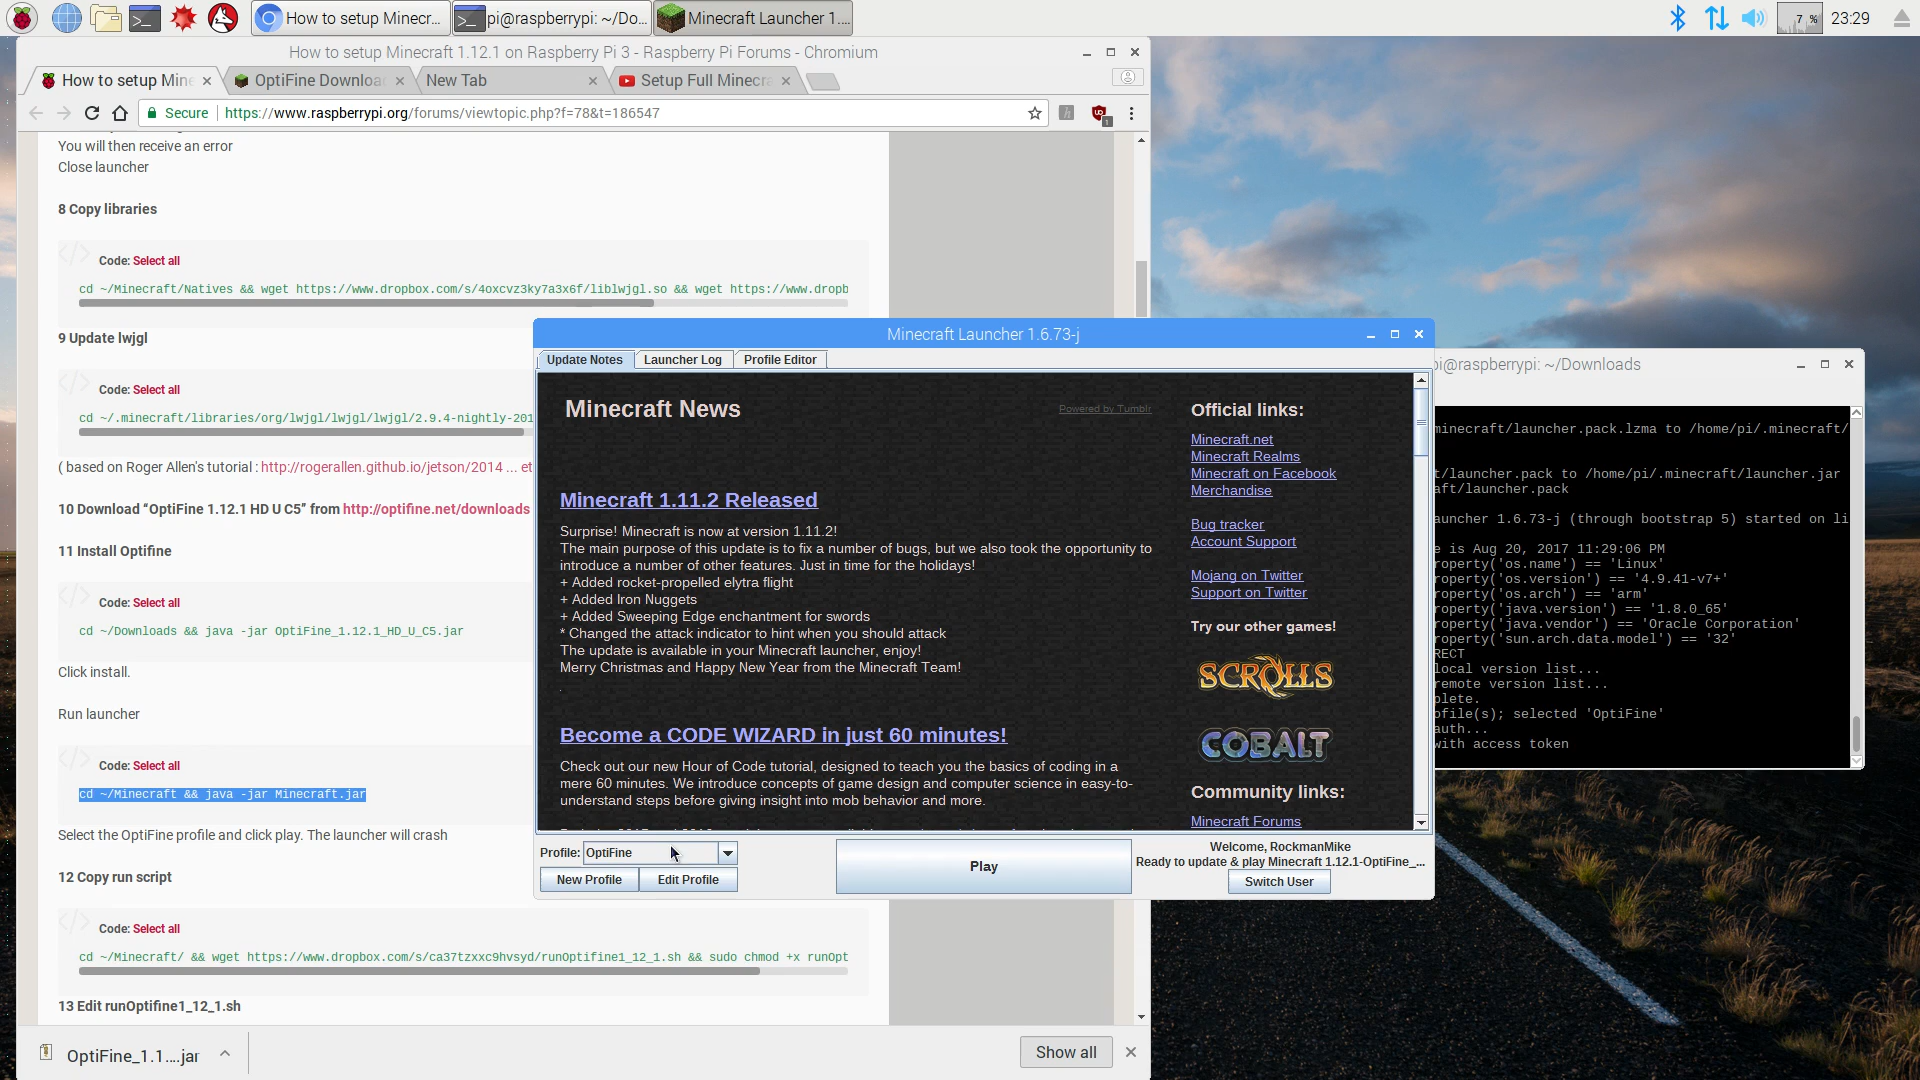 How to setup Minecr...
pi@raspberrypi: ~/Do...
Minecraft Launcher 1....
7 %
23:29
How to setup Minecraft 1.12.1 on Raspberry Pi 3 - Raspberry Pi Forums - Chromium
How to setup Mine
OptiFine Downloa
New Tab
Setup Full Minecra
Secure
https://www.raspberrypi.org/forums/viewtopic.php?f=78&t=186547
You will then receive an error
Close launcher
8 Copy libraries
Code: Select all
cd ~/Minecraft/Natives && wget https://www.dropbox.com/s/4oxcvz3ky7a3x6f/liblwjgl.so && wget https://www.dropb
9 Update lwjgl
Code: Select all
cd ~/.minecraft/libraries/org/lwjgl/lwjgl/lwjgl/2.9.4-nightly-201
( based on Roger Allen's tutorial : http://rogerallen.github.io/jetson/2014 ... et
10 Download “OptiFine 1.12.1 HD U C5” from http://optifine.net/downloads
11 Install Optifine
Code: Select all
cd ~/Downloads && java -jar OptiFine_1.12.1_HD_U_C5.jar
Click install.
Run launcher
Code: Select all
cd ~/Minecraft && java -jar Minecraft.jar
Select the OptiFine profile and click play. The launcher will crash
12 Copy run script
Code: Select all
cd ~/Minecraft/ && wget https://www.dropbox.com/s/ca37tzxxc9hvsyd/runOptifine1_12_1.sh && sudo chmod +x runOpt
13 Edit runOptifine1_12_1.sh
OptiFine_1.1....jar
Show all
Minecraft Launcher 1.6.73-j
Update Notes
Launcher Log
Profile Editor
Minecraft News
Powered by Tumblr
Minecraft 1.11.2 Released
Surprise! Minecraft is now at version 1.11.2!
The main purpose of this update is to fix a number of bugs, but we also took the opportunity to
introduce a number of other features. Just in time for the holidays!
+ Added rocket-propelled elytra flight
+ Added Iron Nuggets
+ Added Sweeping Edge enchantment for swords
* Changed the attack indicator to hint when you should attack
The update is available in your Minecraft launcher, enjoy!
Merry Christmas and Happy New Year from the Minecraft Team!
.
Become a CODE WIZARD in just 60 minutes!
Check out our new Hour of Code tutorial, designed to teach you the basics of coding in a
mere 60 minutes. We introduce concepts of game design and computer science in easy-to-
understand steps before giving insight into mob behavior and more.
Official links:
Minecraft.net
Minecraft Realms
Minecraft on Facebook
Merchandise
Bug tracker
Account Support
Mojang on Twitter
Support on Twitter
Try our other games!
SCROLLS
COBALT
Community links:
Minecraft Forums
Profile: OptiFine
New Profile
Edit Profile
Play
Welcome, RockmanMike
Ready to update & play Minecraft 1.12.1-OptiFine_...
Switch User
pi@raspberrypi: ~/Downloads
minecraft/launcher.pack.lzma to /home/pi/.minecraft/
t/launcher.pack to /home/pi/.minecraft/launcher.jar
aft/launcher.pack
auncher 1.6.73-j (through bootstrap 5) started on li
e is Aug 20, 2017 11:29:06 PM
roperty('os.name') == 'Linux'
roperty('os.version') == '4.9.41-v7+'
roperty('os.arch') == 'arm'
roperty('java.version') == '1.8.0_65'
roperty('java.vendor') == 'Oracle Corporation'
roperty('sun.arch.data.model') == '32'
RECT
local version list...
remote version list...
plete.
ofile(s); selected 'OptiFine'
auth...
with access token